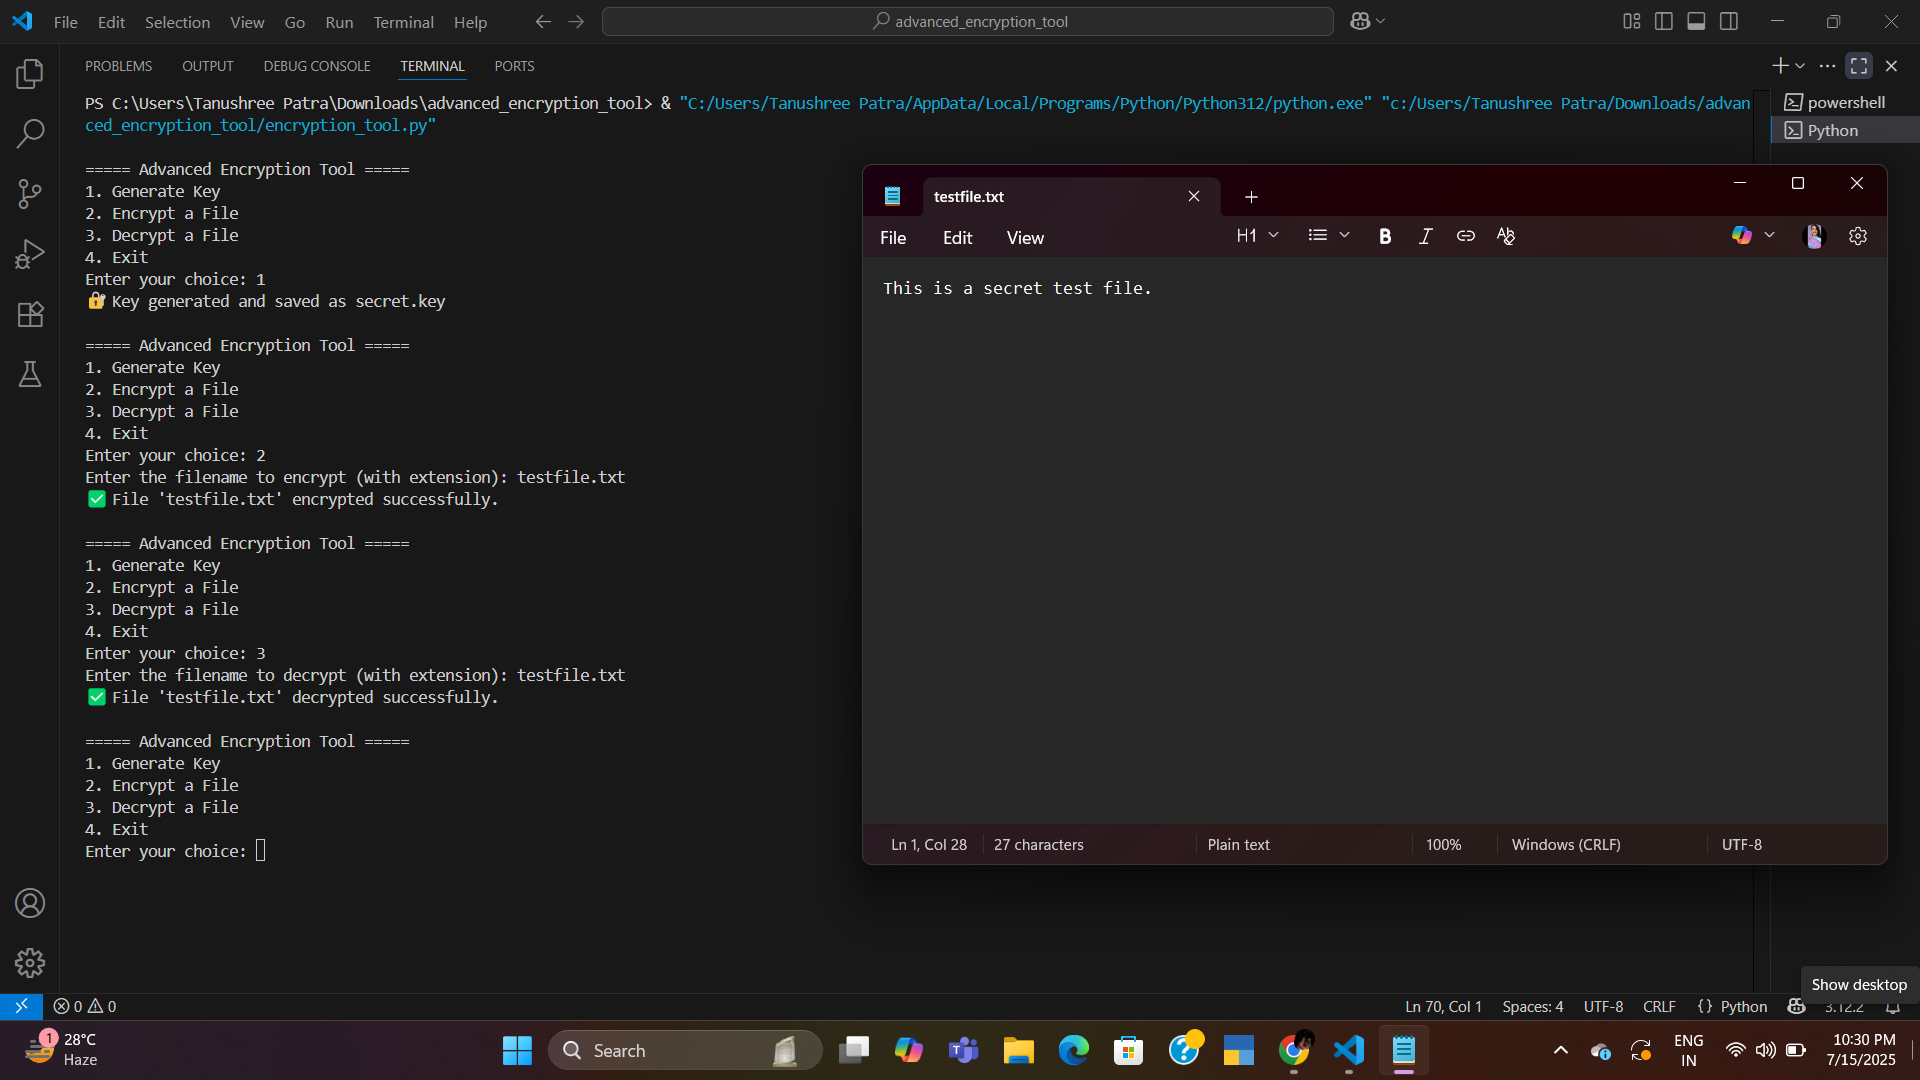 File Edit Selection View Go Run Terminal Help
advanced_encryption_tool
PROBLEMS OUTPUT DEBUG CONSOLE TERMINAL PORTS
PS C:\Users\Tanushree Patra\Downloads\advanced_encryption_tool> & "C:/Users/Tanushree Patra/AppData/Local/Programs/Python/Python312/python.exe" "c:/Users/Tanushree Patra/Downloads/advan
ced_encryption_tool/encryption_tool.py"
===== Advanced Encryption Tool =====
1. Generate Key
2. Encrypt a File
3. Decrypt a File
4. Exit
Enter your choice: 1
🔐 Key generated and saved as secret.key
===== Advanced Encryption Tool =====
1. Generate Key
2. Encrypt a File
3. Decrypt a File
4. Exit
Enter your choice: 2
Enter the filename to encrypt (with extension): testfile.txt
✅ File 'testfile.txt' encrypted successfully.
===== Advanced Encryption Tool =====
1. Generate Key
2. Encrypt a File
3. Decrypt a File
4. Exit
Enter your choice: 3
Enter the filename to decrypt (with extension): testfile.txt
✅ File 'testfile.txt' decrypted successfully.
===== Advanced Encryption Tool =====
1. Generate Key
2. Encrypt a File
3. Decrypt a File
4. Exit
Enter your choice:
powershell
Python
testfile.txt
File Edit View
H1
B I
This is a secret test file.
Ln 1, Col 28 27 characters Plain text 100% Windows (CRLF) UTF-8
Show desktop
0 0
Ln 70, Col 1 Spaces: 4 UTF-8 CRLF {} Python 3.12.2
1
28°C
Haze
Search
ENG
IN
10:30 PM
7/15/2025